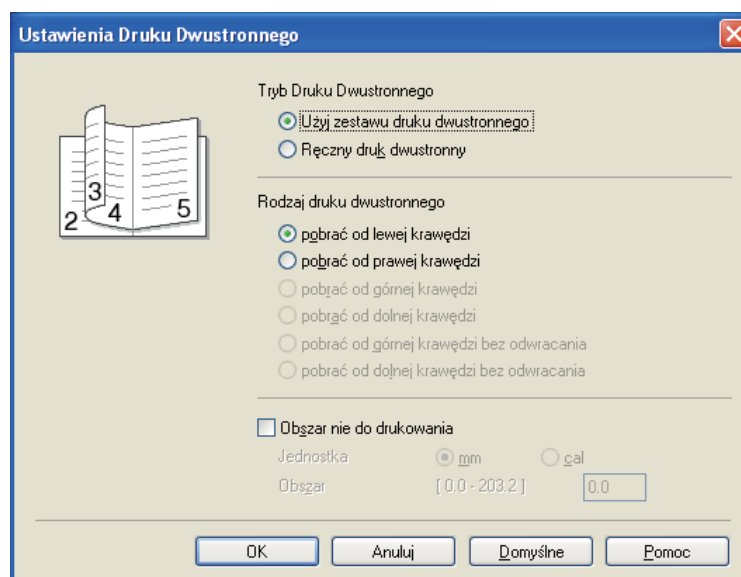 Ustawienia Druku Dwustronnego
2 3 4 5
Tryb Druku Dwustronnego
Użyj zestawu druku dwustronnego
Ręczny druk dwustronny
Rodzaj druku dwustronnego
pobrać od lewej krawędzi
pobrać od prawej krawędzi
pobrać od górnej krawędzi
pobrać od dolnej krawędzi
pobrać od górnej krawędzi bez odwracania
pobrać od dolnej krawędzi bez odwracania
Obszar nie do drukowania
Jednostka mm cal
Obszar [ 0.0 - 203.2 ] 0.0
OK Anuluj Domyślne Pomoc